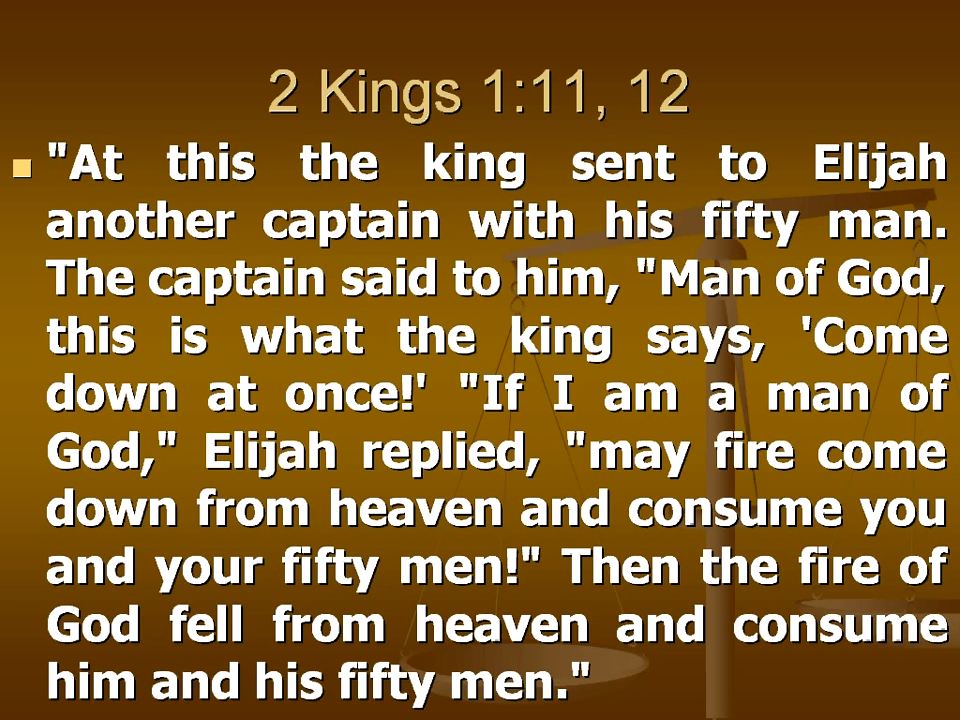 2 Kings 1:11, 12
"At this the king sent to Elijah
another captain with his fifty man.
The captain said to him, "Man of God,
this is what the king says, 'Come
down at once!' "If I am a man of
God," Elijah replied, "may fire come
down from heaven and consume you
and your fifty men!" Then the fire of
God fell from heaven and consume
him and his fifty men."